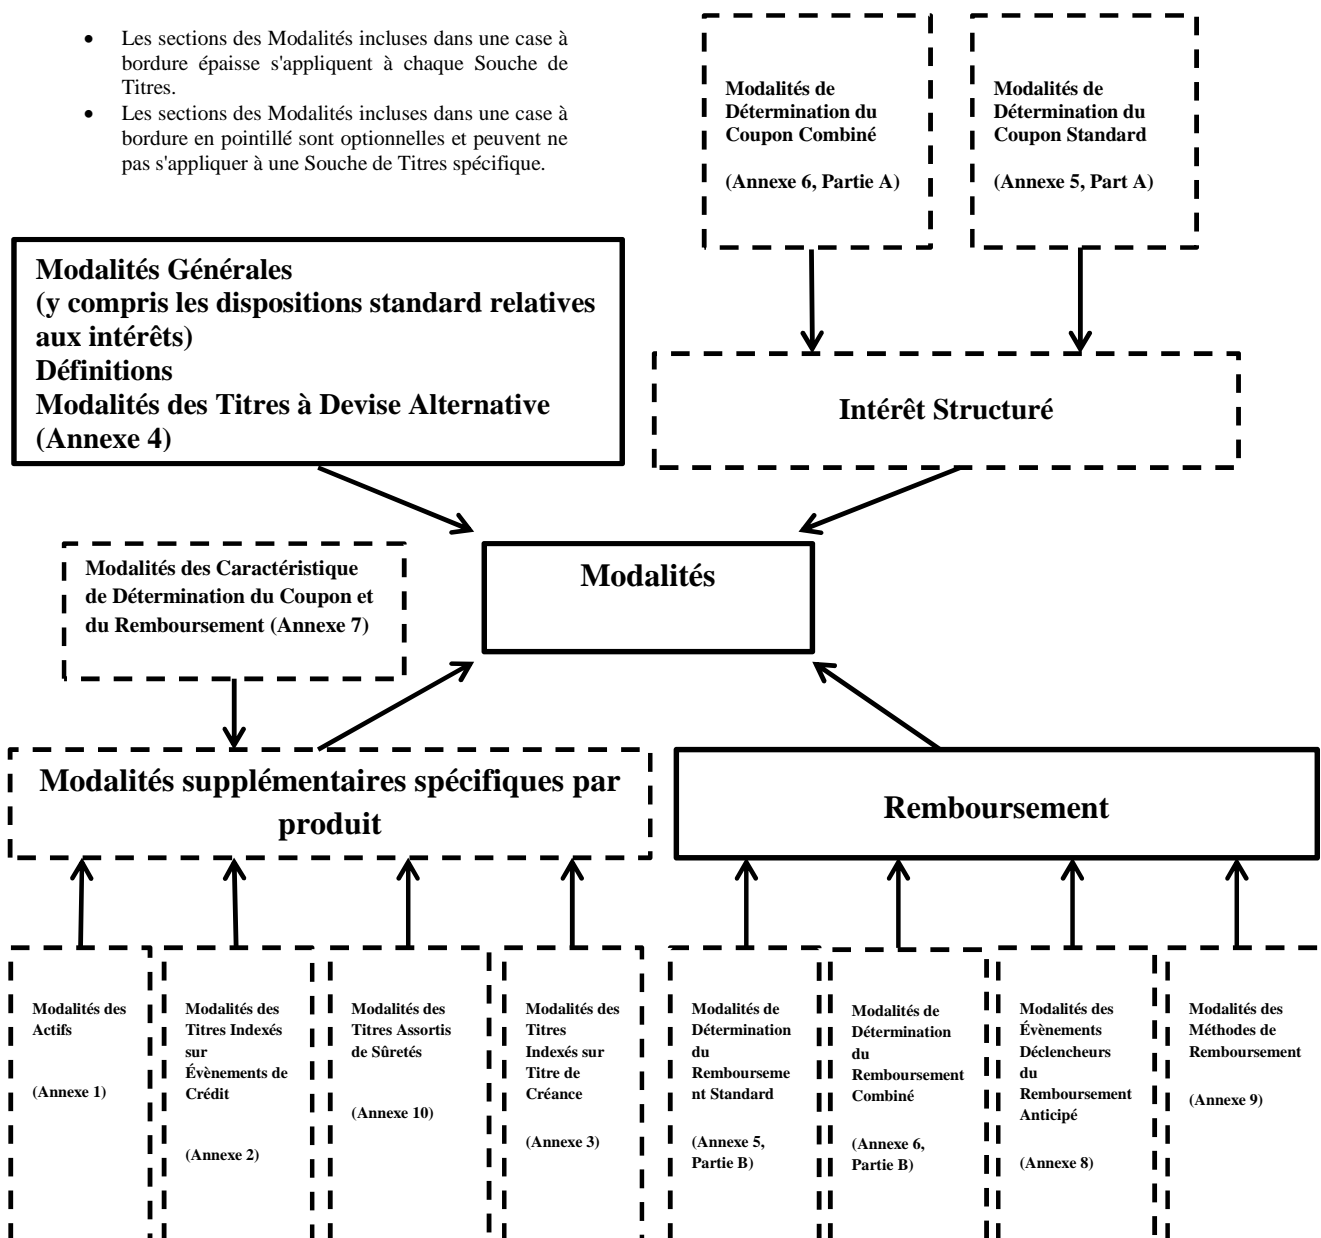 • Les sections des Modalités incluses dans une case à
bordure épaisse s'appliquent à chaque Souche de
Titres.
• Les sections des Modalités incluses dans une case à
bordure en pointillé sont optionnelles et peuvent ne
pas s'appliquer à une Souche de Titres spécifique.
Modalités de
Détermination du
Coupon Combiné
(Annexe 6, Partie A)
Modalités de
Détermination du
Coupon Standard
(Annexe 5, Part A)
Modalités Générales
(y compris les dispositions standard relatives
aux intérêts)
Définitions
Modalités des Titres à Devise Alternative
(Annexe 4)
Intérêt Structuré
Modalités des Caractéristique
de Détermination du Coupon et
du Remboursement (Annexe 7)
Modalités
Modalités supplémentaires spécifiques par
produit
Remboursement
Modalités des
Actifs
(Annexe 1)
Modalités des
Titres Indexés
sur
Évènements de
Crédit
(Annexe 2)
Modalités des
Titres Assortis
de Sûretés
(Annexe 10)
Modalités des
Titres
Indexés sur
Titre de
Créance
(Annexe 3)
Modalités de
Détermination
du
Rembourseme
nt Standard
(Annexe 5,
Partie B)
Modalités de
Détermination
du
Remboursement
Combiné
(Annexe 6,
Partie B)
Modalités des
Évènements
Déclencheurs
du
Remboursement
Anticipé
(Annexe 8)
Modalités des
Méthodes de
Remboursement
(Annexe 9)